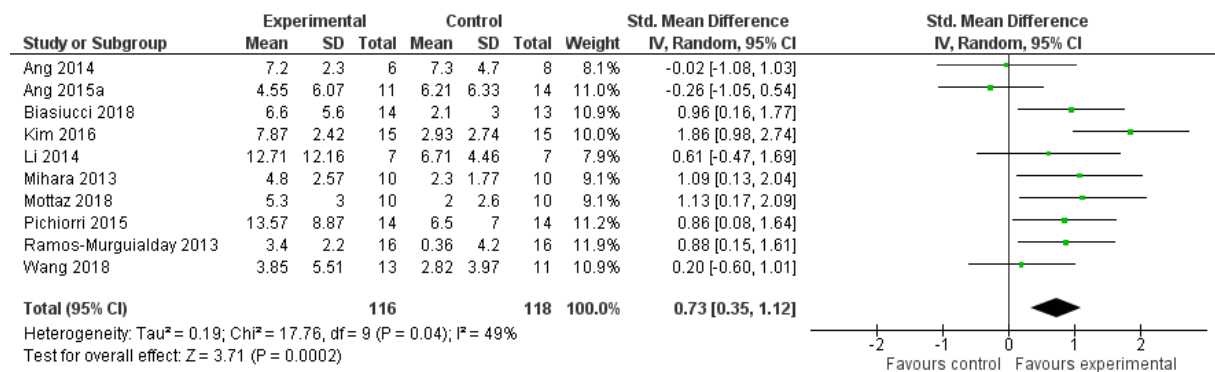 Experimental Control Std. Mean Difference Std. Mean Difference
Study or Subgroup Mean SD Total Mean SD Total Weight IV, Random, 95% CI IV, Random, 95% CI
Ang 2014 7.2 2.3 6 7.3 4.7 8 8.1% -0.02 [-1.08, 1.03]
Ang 2015a 4.55 6.07 11 6.21 6.33 14 11.0% -0.26 [-1.05, 0.54]
Biasiucci 2018 6.6 5.6 14 2.1 3 13 10.9% 0.96 [0.16, 1.77]
Kim 2016 7.87 2.42 15 2.93 2.74 15 10.0% 1.86 [0.98, 2.74]
Li 2014 12.71 12.16 7 6.71 4.46 7 7.9% 0.61 [-0.47, 1.69]
Mihara 2013 4.8 2.57 10 2.3 1.77 10 9.1% 1.09 [0.13, 2.04]
Mottaz 2018 5.3 3 10 2 2.6 10 9.0% 1.13 [0.17, 2.09]
Pichiorri 2015 13.57 8.87 14 6.5 7 14 11.2% 0.86 [0.08, 1.64]
Ramos-Murguialday 2013 3.4 2.2 16 0.36 4.2 16 11.9% 0.88 [0.15, 1.61]
Wang 2018 3.85 5.51 13 2.82 3.97 11 10.9% 0.20 [-0.60, 1.01]
Total (95% CI) 116 118 100.0% 0.73 [0.35, 1.12]
Heterogeneity: Tau² = 0.19; Chi² = 17.76, df = 9 (P = 0.04); I² = 49%
Test for overall effect: Z = 3.71 (P = 0.0002)
-2 -1 0 1 2
Favours control Favours experimental